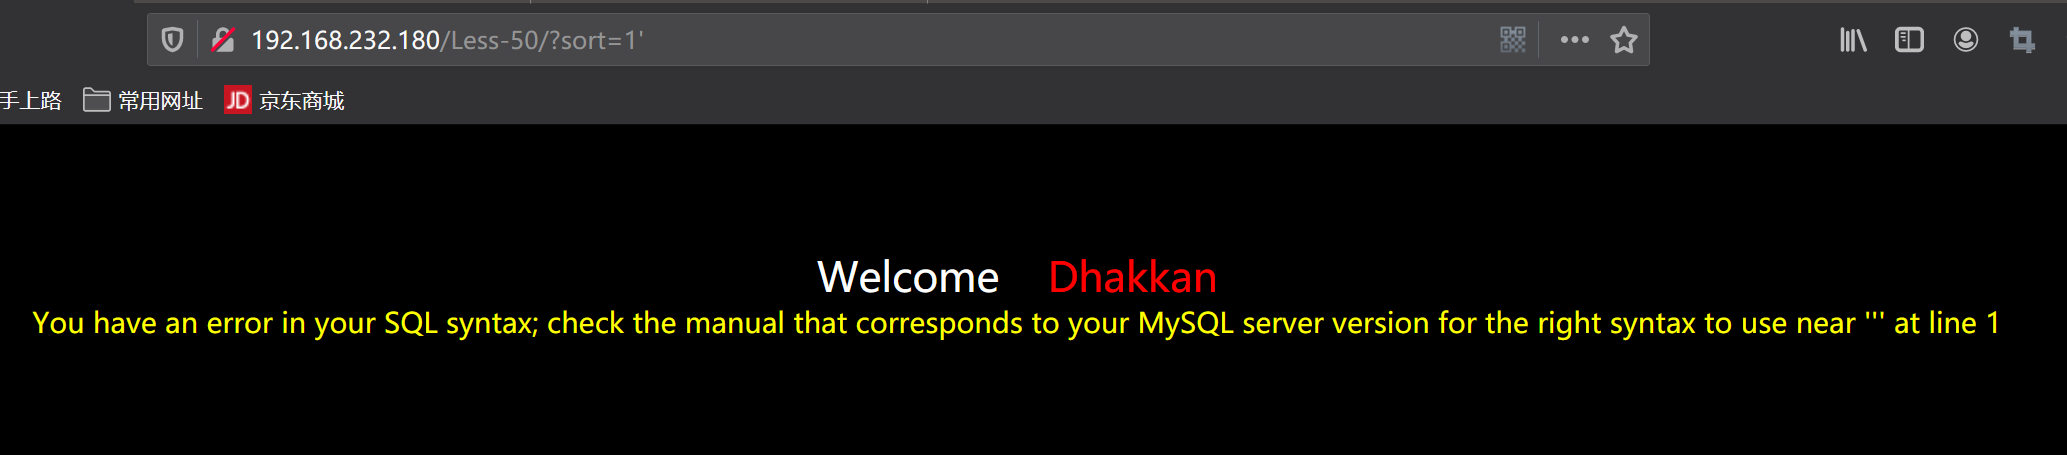 192.168.232.180/Less-50/?sort=1'
手上路 常用网址 JD 京东商城
Welcome Dhakkan
You have an error in your SQL syntax; check the manual that corresponds to your MySQL server version for the right syntax to use near ''' at line 1